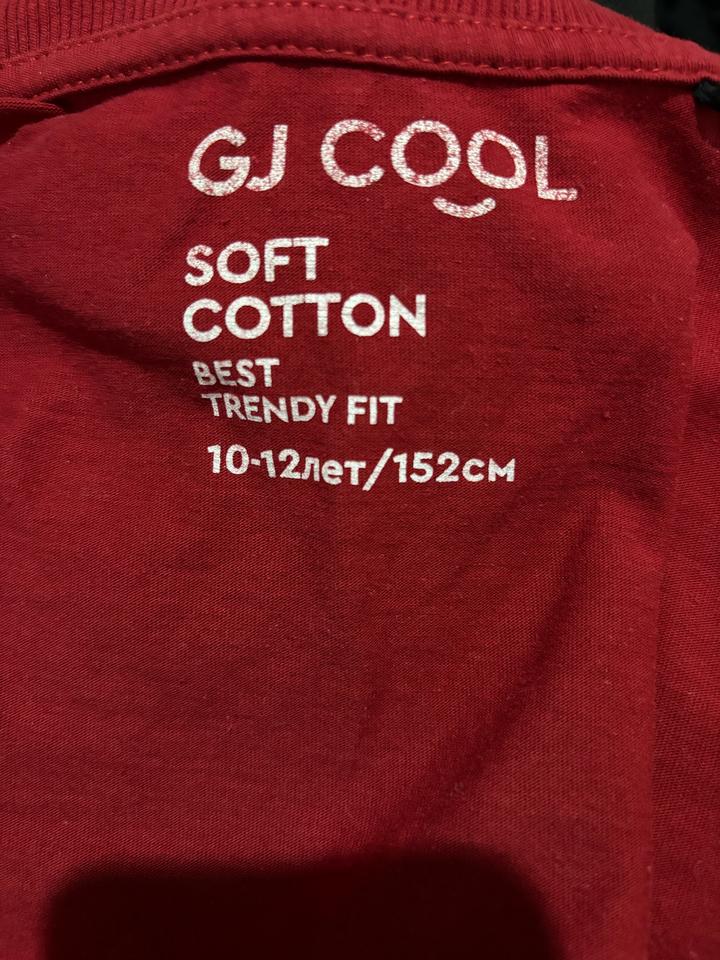 GJ COOL
SOFT
COTTON
BEST
TRENDY FIT
10-12лет/152см